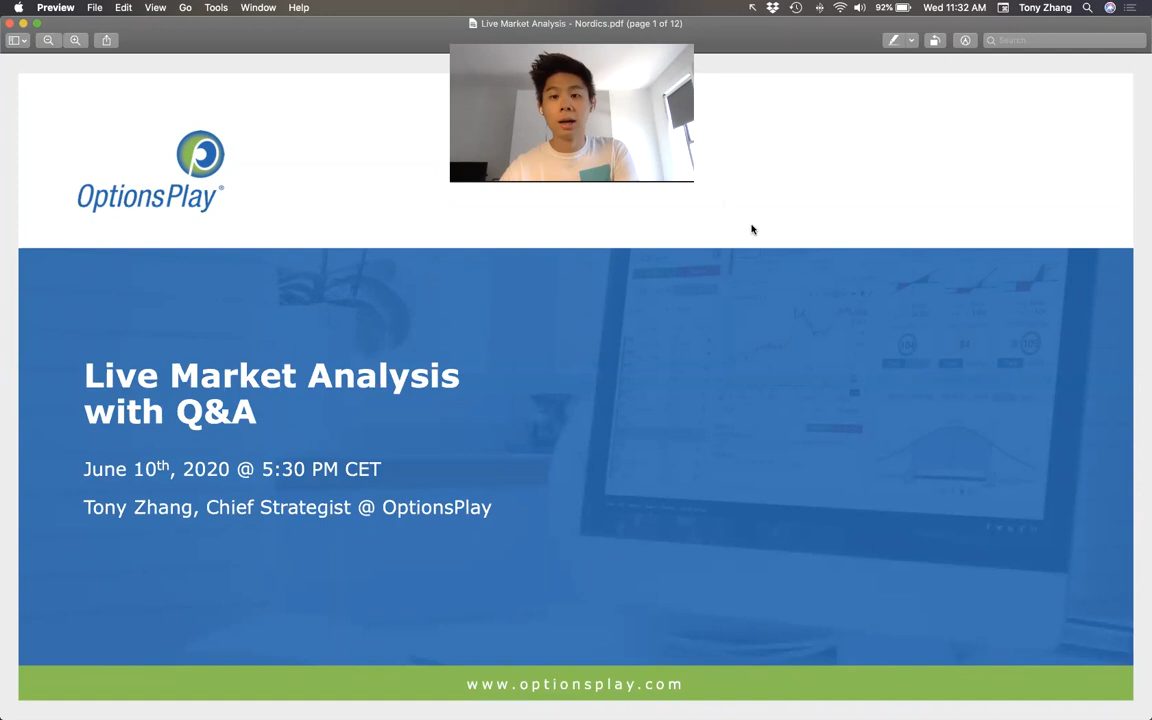 Preview File Edit View Go Tools Window Help 92% Wed 11:32 AM Tony Zhang
Live Market Analysis - Nordics.pdf (page 1 of 12)
Search
OptionsPlay®
Live Market Analysis
with Q&A
June 10th, 2020 @ 5:30 PM CET
Tony Zhang, Chief Strategist @ OptionsPlay
www.optionsplay.com